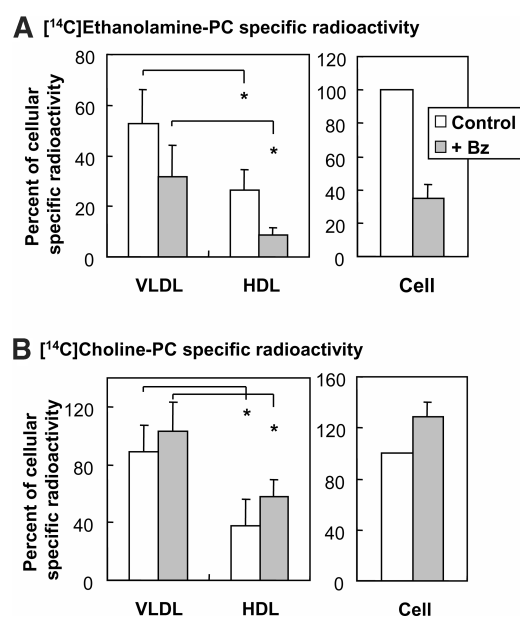 A [¹⁴C]Ethanolamine-PC specific radioactivity
Percent of cellular
specific radioactivity
80
60
40
20
0
*
*
VLDL HDL
120
100
80
60
40
20
0
Control
+ Bz
Cell
B [¹⁴C]Choline-PC specific radioactivity
Percent of cellular
specific radioactivity
120
80
40
0
*
*
VLDL HDL
160
120
80
40
0
Cell